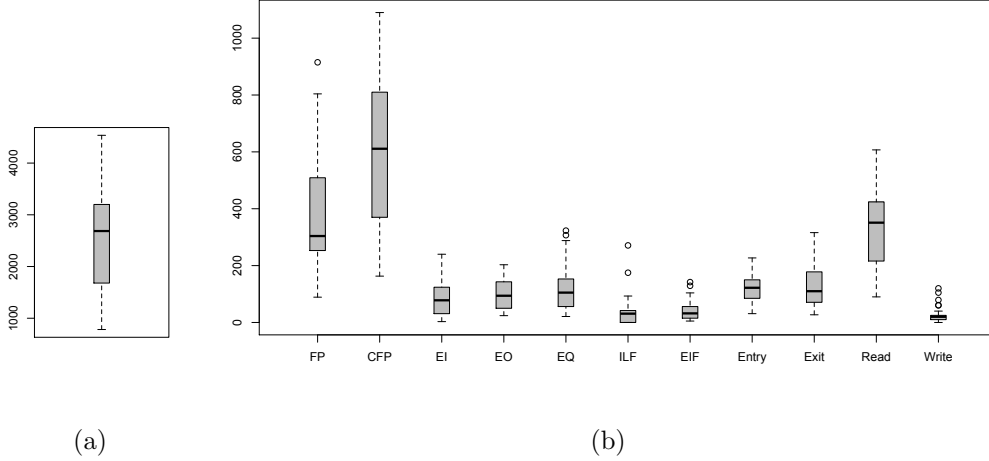 1000 2000 3000 4000
0 200 400 600 800 1000
FP CFP EI EO EQ ILF EIF Entry Exit Read Write
(a) (b)